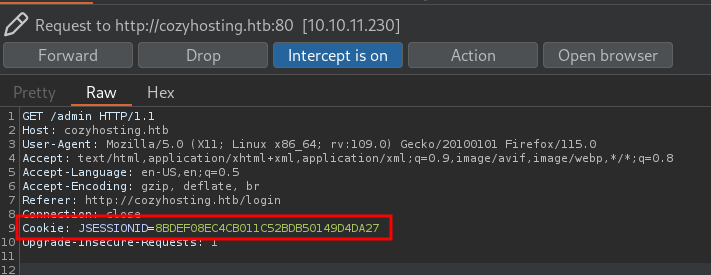 Request to http://cozyhosting.htb:80 [10.10.11.230]
Forward Drop Intercept is on Action Open browser
Pretty Raw Hex
1 GET /admin HTTP/1.1
2 Host: cozyhosting.htb
3 User-Agent: Mozilla/5.0 (X11; Linux x86_64; rv:109.0) Gecko/20100101 Firefox/115.0
4 Accept: text/html,application/xhtml+xml,application/xml;q=0.9,image/avif,image/webp,*/*;q=0.8
5 Accept-Language: en-US,en;q=0.5
6 Accept-Encoding: gzip, deflate, br
7 Referer: http://cozyhosting.htb/login
8 Connection: close
9 Cookie: JSESSIONID=8BDEF08EC4CB011C52BDB50149D4DA27
10 Upgrade-Insecure-Requests: 1
11
12